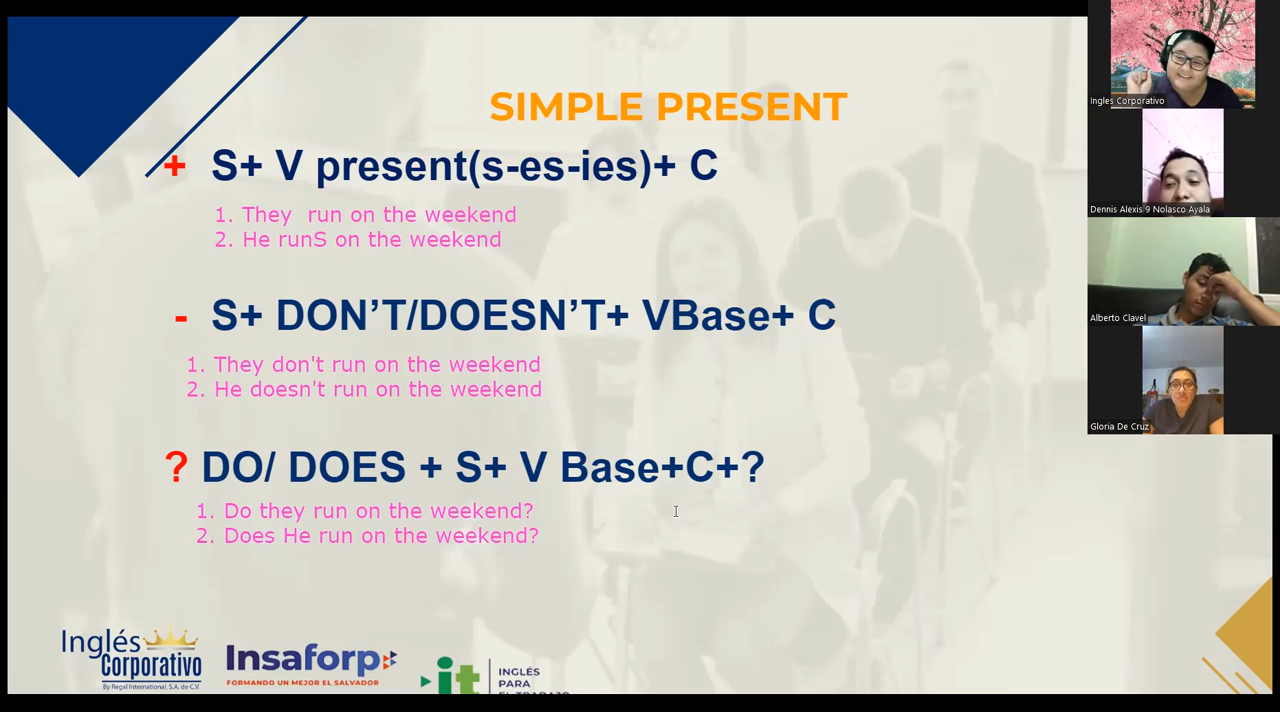 SIMPLE PRESENT
+ S+ V present(s-es-ies)+ C
1. They run on the weekend
2. He runS on the weekend
- S+ DON'T/DOESN'T+ VBase+ C
1. They don't run on the weekend
2. He doesn't run on the weekend
? DO/ DOES + S+ V Base+C+?
1. Do they run on the weekend?
2. Does He run on the weekend?
Inglés
Corporativo
By Regal International, S.A. de C.V.
Insaforp
FORMANDO UN MEJOR EL SALVADOR
it
INGLÉS
PARA
EL TRABAJO
Ingles Corporativo
Dennis Alexis 9 Nolasco Ayala
Alberto Clavel
Gloria De Cruz